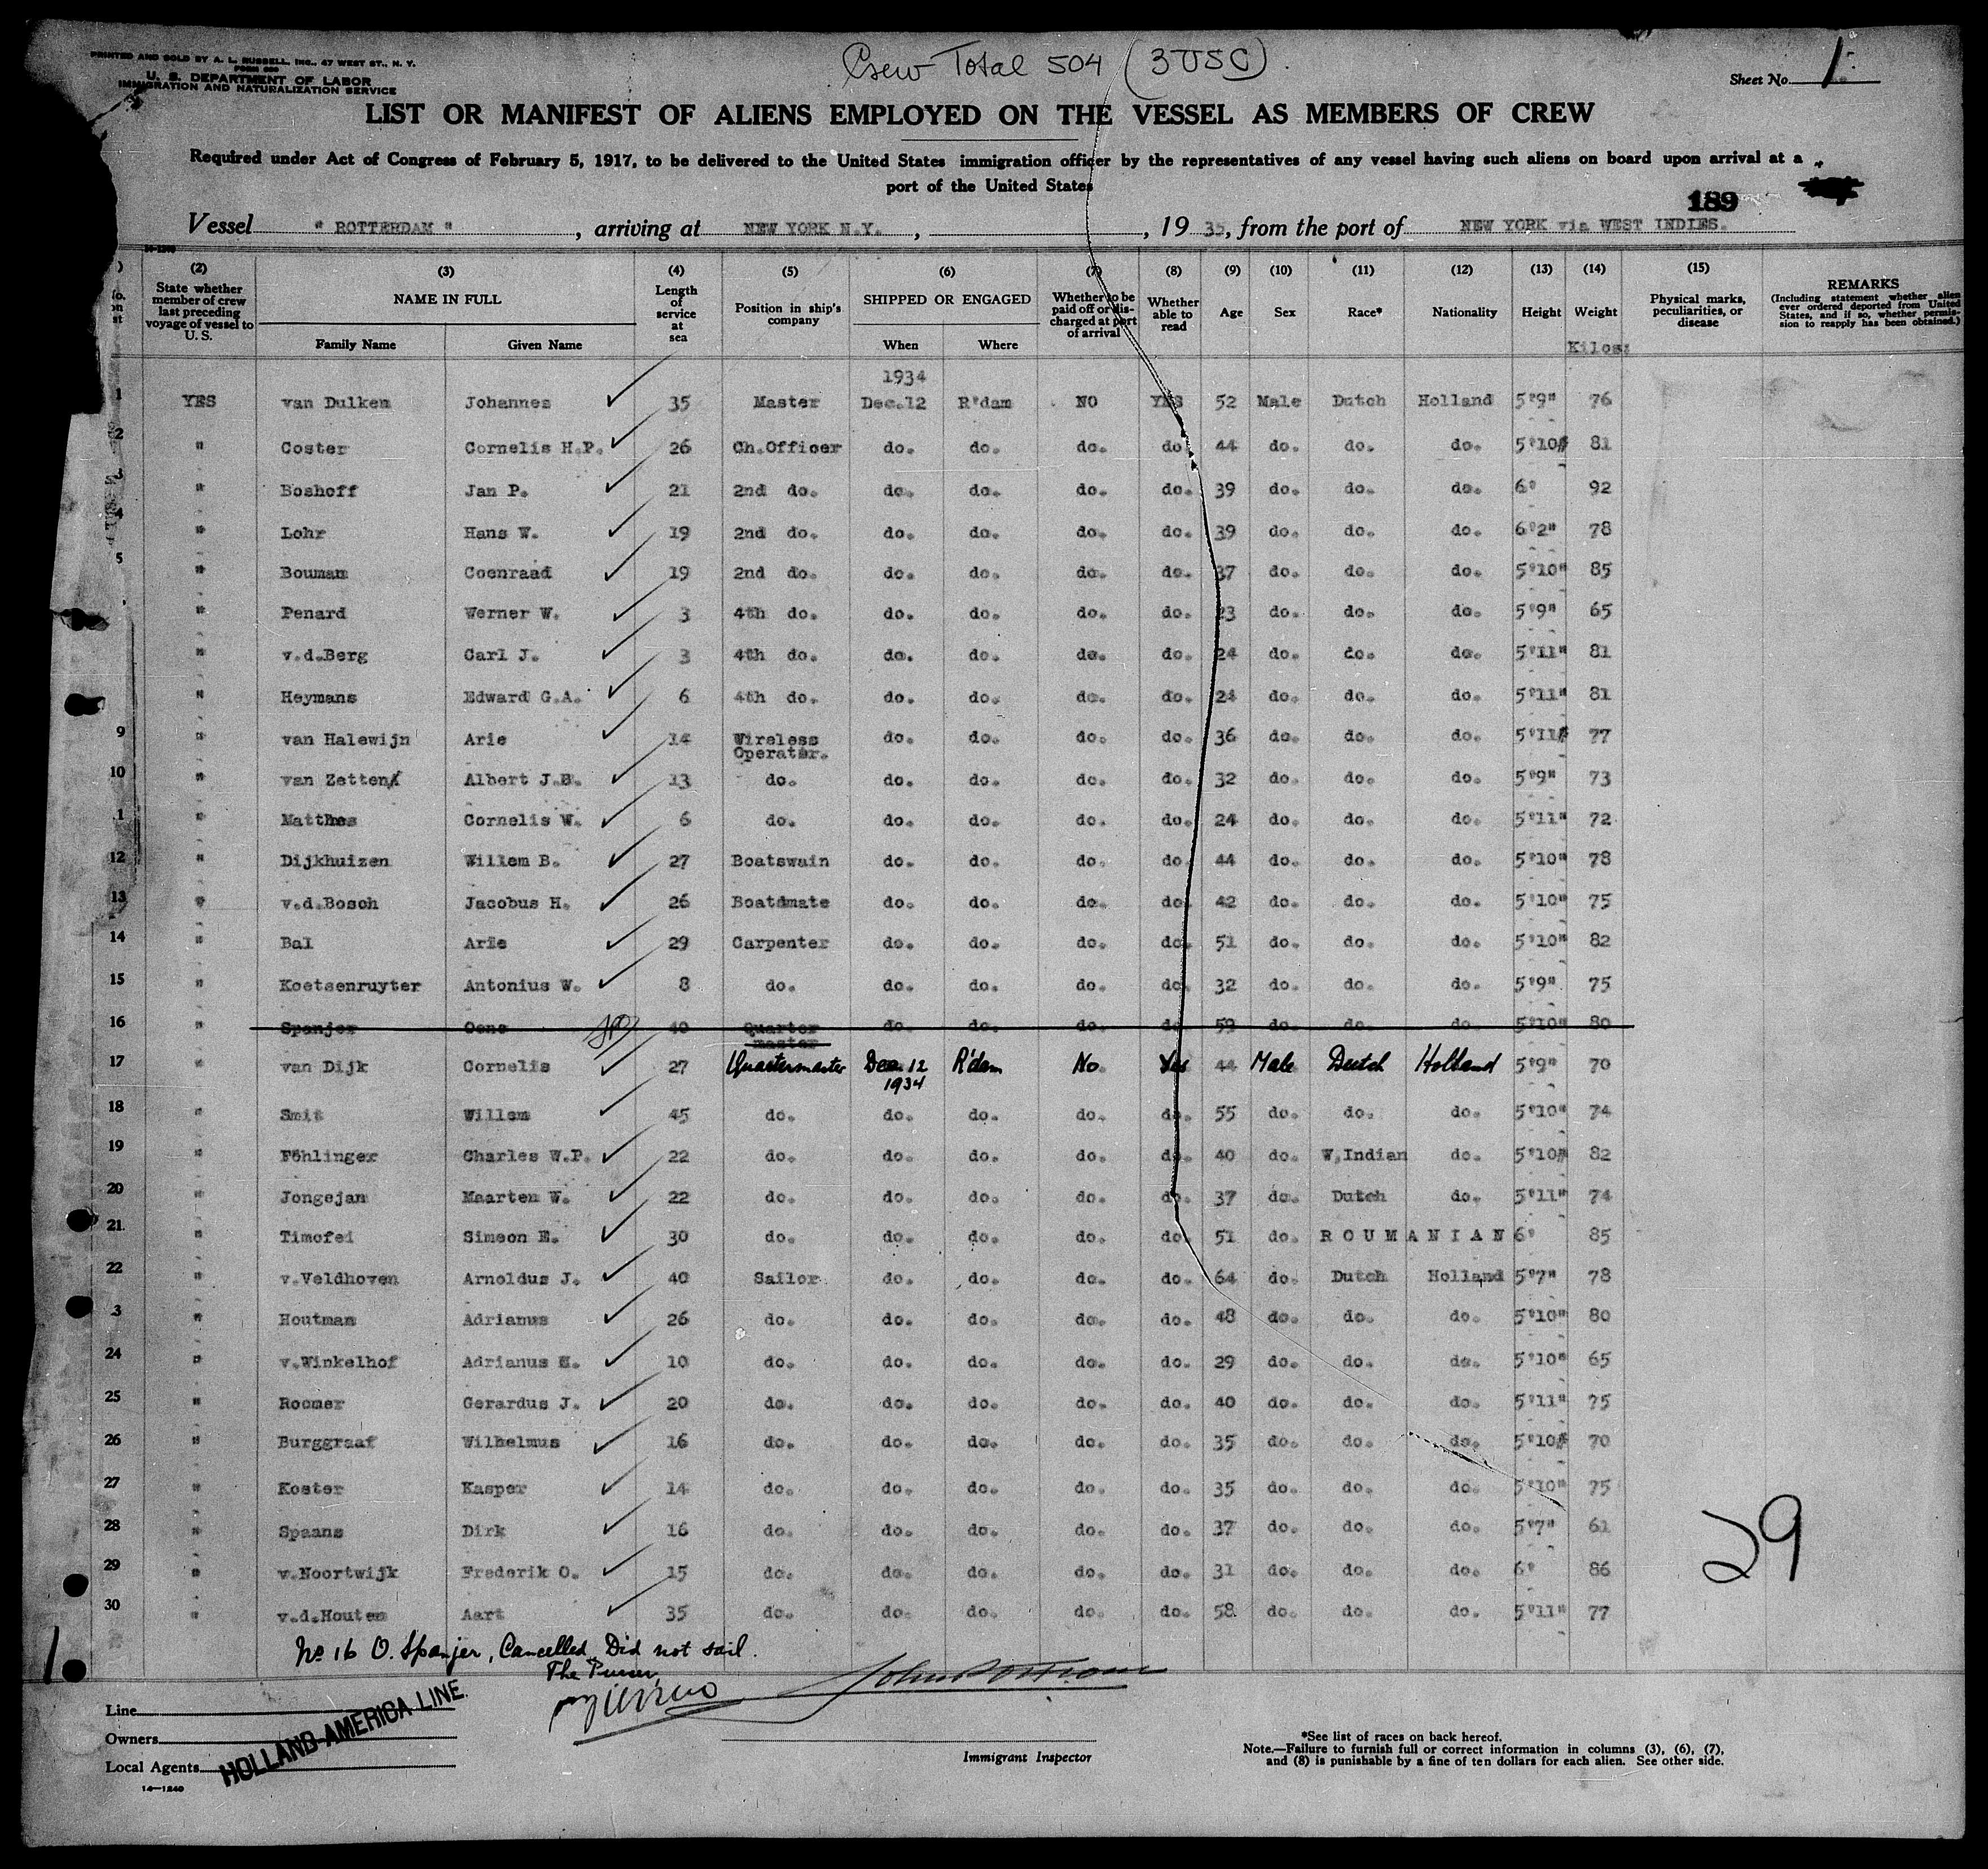 Crew Total 504 (3 USC)
PRINTED AND SOLD BY A. L. RUSSELL, INC., 47 WEST ST., N. Y.
U. S. DEPARTMENT OF LABOR
IMMIGRATION AND NATURALIZATION SERVICE
Sheet No. 1
LIST OR MANIFEST OF ALIENS EMPLOYED ON THE VESSEL AS MEMBERS OF CREW
Required under Act of Congress of February 5, 1917, to be delivered to the United States immigration officer by the representatives of any vessel having such aliens on board upon arrival at a
port of the United States
189
Vessel " ROTTERDAM " , arriving at NEW YORK N.Y. , , 19 35, from the port of NEW YORK via WEST INDIES.
(2) (3) (4) (5) (6) (7) (8) (9) (10) (11) (12) (13) (14) (15)
State whether member of crew last preceding voyage of vessel to U. S. NAME IN FULL Family Name Given Name Length of service at sea Position in ship's company SHIPPED OR ENGAGED When Where Whether to be paid off or discharged at port of arrival Whether able to read Age Sex Race* Nationality Height Weight Physical marks, peculiarities, or disease REMARKS (Including statement whether alien ever ordered deported from United States, and if so, whether permission to reapply has been obtained.)
Kilos:
1934
1 YES van Dulken Johannes 35 Master Dec.12 R'dam NO YES 52 Male Dutch Holland 5'9" 76
2 " Coster Cornelis H.P. 26 Ch.Officer do. do. do. do. 44 do. do. do. 5'10" 81
3 " Boshoff Jan P. 21 2nd do. do. do. do. do. 39 do. do. do. 6' 92
4 " Lohr Hans W. 19 2nd do. do. do. do. do. 39 do. do. do. 6'2" 78
5 " Bouman Coenraad 19 2nd do. do. do. do. do. 37 do. do. do. 5'10" 85
" Penard Werner W. 3 4th do. do. do. do. do. 23 do. do. do. 5'9" 65
" v.d.Berg Carl J. 3 4th do. do. do. do. do. 24 do. do. do. 5'11" 81
" Heymans Edward G.A. 6 4th do. do. do. do. do. 24 do. do. do. 5'11" 81
9 " van Halewijn Arie 14 Wireless Operator. do. do. do. do. 36 do. do. do. 5'11" 77
10 " van Zetten Albert J.B. 13 do. do. do. do. do. 32 do. do. do. 5'9" 73
1 " Matthes Cornelis W. 6 do. do. do. do. do. 24 do. do. do. 5'11" 72
12 " Dijkhuizen Willem B. 27 Boatswain do. do. do. do. 44 do. do. do. 5'10" 78
13 " v.d.Bosch Jacobus H. 26 Boatsmate do. do. do. do. 42 do. do. do. 5'10" 75
14 " Bal Arie 29 Carpenter do. do. do. do. 51 do. do. do. 5'10" 82
15 " Koetsenruyter Antonius W. 8 do. do. do. do. do. 32 do. do. do. 5'9" 75
16 " Spanjer Oene 40 Quarter master do. do. do. do. 59 do. do. do. 5'10" 80
17 " van Dijk Cornelis 27 Quartermaster Dec. 12 1934 R'dam No Yes 44 Male Dutch Holland 5'9" 70
18 " Smit Willem 45 do. do. do. do. do. 55 do. do. do. 5'10" 74
19 " Föhlinger Charles W.P. 22 do. do. do. do. do. 40 do. W.Indian do. 5'10" 82
20 " Jongejan Maarten W. 22 do. do. do. do. do. 37 do. Dutch do. 5'11" 74
21 " Timofei Simeon E. 30 do. do. do. do. do. 51 do. ROUMANIAN 6' 85
22 " v.Veldhoven Arnoldus J. 40 Sailor do. do. do. do. 64 do. Dutch Holland 5'7" 78
3 " Houtman Adrianus 26 do. do. do. do. do. 48 do. do. do. 5'10" 80
24 " v.Winkelhof Adrianus H. 10 do. do. do. do. do. 29 do. do. do. 5'10" 65
25 " Roomer Gerardus J. 20 do. do. do. do. do. 40 do. do. do. 5'11" 75
26 " Burggraaf Wilhelmus 16 do. do. do. do. do. 35 do. do. do. 5'10" 70
27 " Koster Kasper 14 do. do. do. do. do. 35 do. do. do. 5'10" 75
28 " Spaans Dirk 16 do. do. do. do. do. 37 do. do. do. 5'7" 61
29 " v.Noortwijk Frederik O. 15 do. do. do. do. do. 31 do. do. do. 6' 86
30 " v.d.Houten Aart 35 do. do. do. do. do. 58 do. do. do. 5'11" 77
29
No 16 O. Spanjer, Cancelled, Did not sail.
The Purser
Line
Owners
Local Agents
HOLLAND-AMERICA LINE.
Immigrant Inspector
14—1240
*See list of races on back hereof.
Note.—Failure to furnish full or correct information in columns (3), (6), (7),
and (8) is punishable by a fine of ten dollars for each alien. See other side.